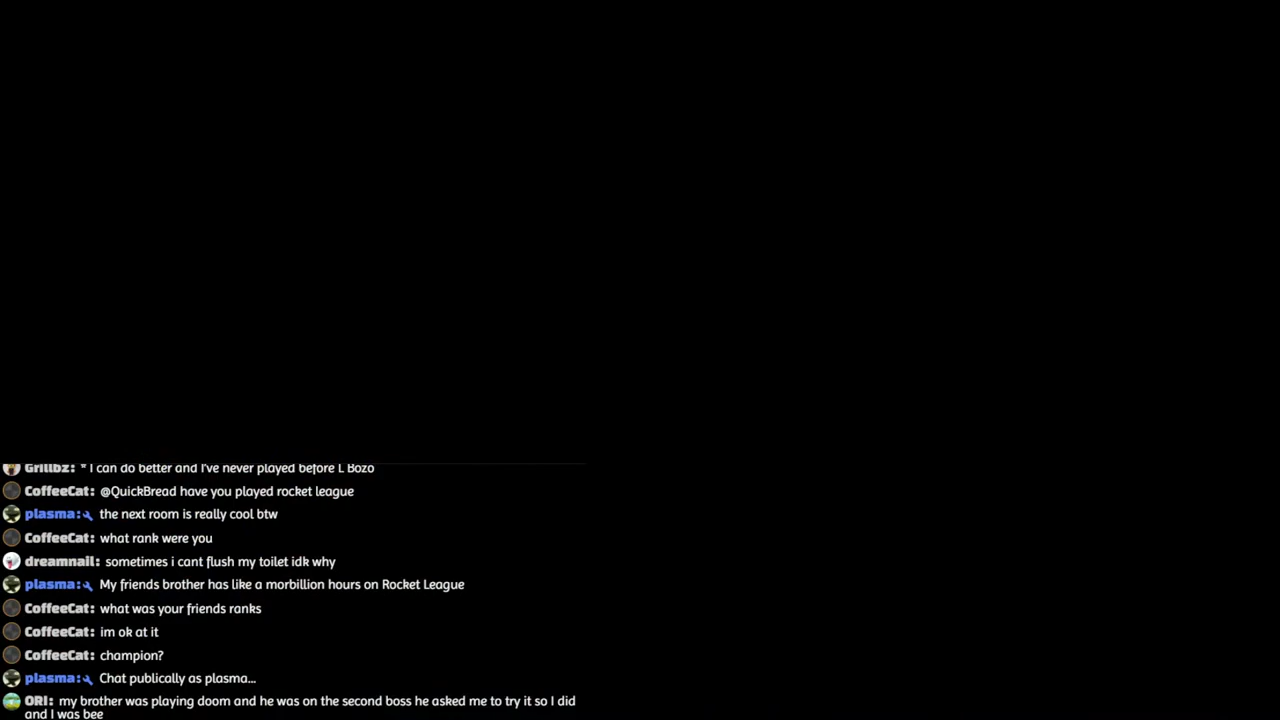 Grillbz: * I can do better and I've never played before L Bozo
CoffeeCat: @QuickBread have you played rocket league
plasma: the next room is really cool btw
CoffeeCat: what rank were you
dreamnail: sometimes i cant flush my toilet idk why
plasma: My friends brother has like a morbillion hours on Rocket League
CoffeeCat: what was your friends ranks
CoffeeCat: im ok at it
CoffeeCat: champion?
plasma: Chat publically as plasma...
ORI: my brother was playing doom and he was on the second boss he asked me to try it so I did
and I was bee